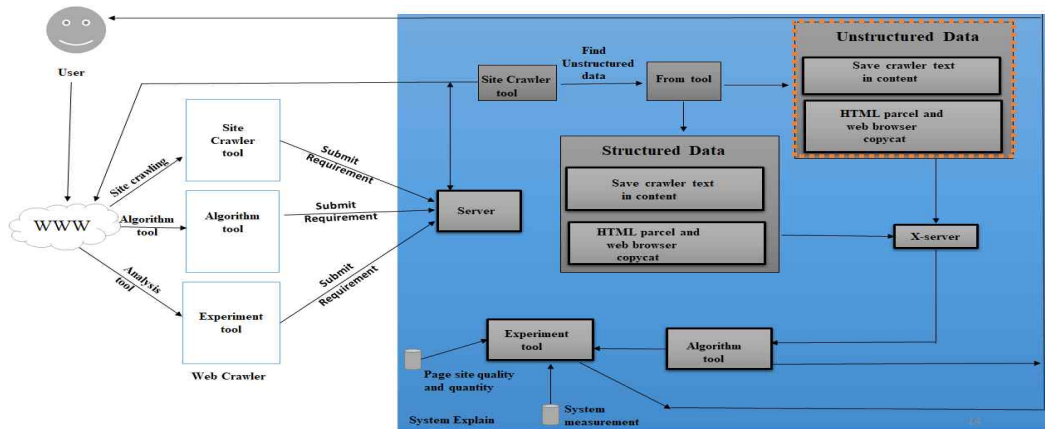 User
WWW
Site crawling
Algorithm
tool
Analysis
tool
Site
Crawler
tool
Algorithm
tool
Experiment
tool
Web Crawler
Submit
Requirement
Submit
Requirement
Submit
Requirement
Server
Site Crawler
tool
Find
Unstructured
data
From tool
Unstructured Data
Save crawler text
in content
HTML parcel and
web browser
copycat
Structured Data
Save crawler text
in content
HTML parcel and
web browser
copycat
X-server
Experiment
tool
Algorithm
tool
Page site quality
and quantity
System
measurement
System Explain